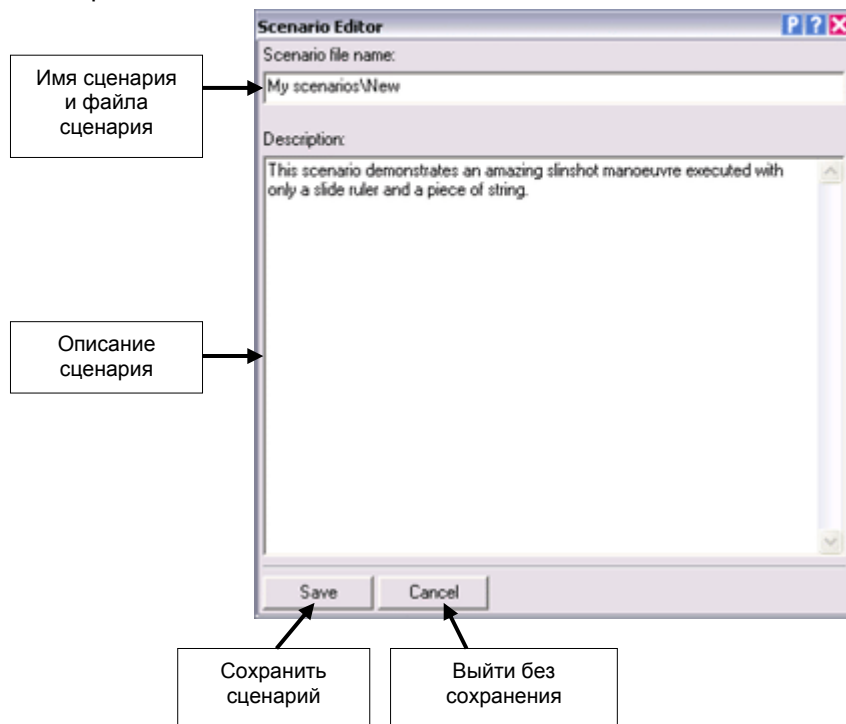 Scenario Editor P ? X
Scenario file name:
Имя сценария
и файла
сценария
My scenarios\New
Description:
This scenario demonstrates an amazing slinshot manoeuvre executed with
only a slide ruler and a piece of string.
Описание
сценария
Save Cancel
Сохранить
сценарий
Выйти без
сохранения